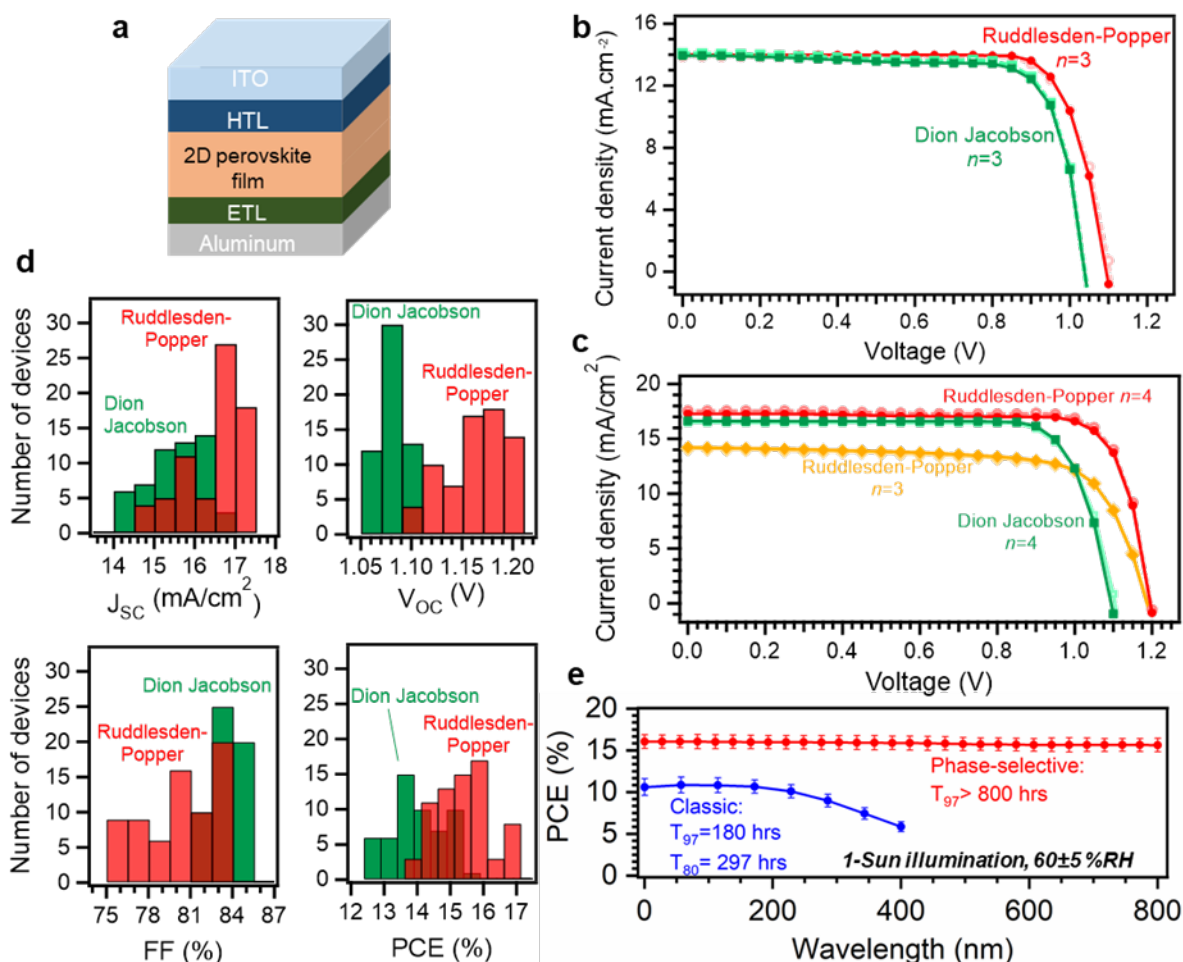 a
ITO
HTL
2D perovskite
film
ETL
Aluminum
b
Current density (mA.cm⁻²)
16
12
8
4
0
Ruddlesden-Popper
n=3
Dion Jacobson
n=3
0.0 0.2 0.4 0.6 0.8 1.0 1.2
Voltage (V)
c
Current density (mA/cm²)
20
15
10
5
0
Ruddlesden-Popper n=4
Ruddlesden-Popper
n=3
Dion Jacobson
n=4
0.0 0.2 0.4 0.6 0.8 1.0 1.2
Voltage (V)
d
Number of devices
30
25
20
15
10
5
0
Ruddlesden-
Popper
Dion
Jacobson
14 15 16 17 18
J_SC (mA/cm²)
30
25
20
15
10
5
0
Dion Jacobson
Ruddlesden-
Popper
1.05 1.10 1.15 1.20
V_OC (V)
Number of devices
30
25
20
15
10
5
0
Dion Jacobson
Ruddlesden-
Popper
75 78 81 84 87
FF (%)
30
25
20
15
10
5
0
Dion Jacobson
Ruddlesden-
Popper
12 13 14 15 16 17
PCE (%)
e
PCE (%)
20
15
10
5
0
Phase-selective:
T₉₇> 800 hrs
Classic:
T₉₇=180 hrs
T₈₀= 297 hrs
1-Sun illumination, 60±5 %RH
0 200 400 600 800
Wavelength (nm)